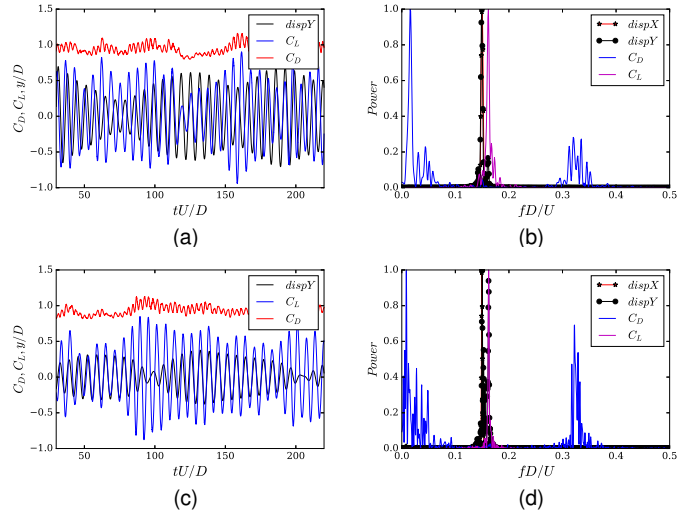 1.5
1.0
0.5
0.0
−0.5
−1.0
C_D, C_L, y/D
50 100 150 200
tU/D
dispY
C_L
C_D
(a)
1.0
0.8
0.6
0.4
0.2
0.0
Power
0.0 0.1 0.2 0.3 0.4 0.5
fD/U
dispX
dispY
C_D
C_L
(b)
1.5
1.0
0.5
0.0
−0.5
−1.0
C_D, C_L, y/D
50 100 150 200
tU/D
dispY
C_L
C_D
(c)
1.0
0.8
0.6
0.4
0.2
0.0
Power
0.0 0.1 0.2 0.3 0.4 0.5
fD/U
dispX
dispY
C_D
C_L
(d)